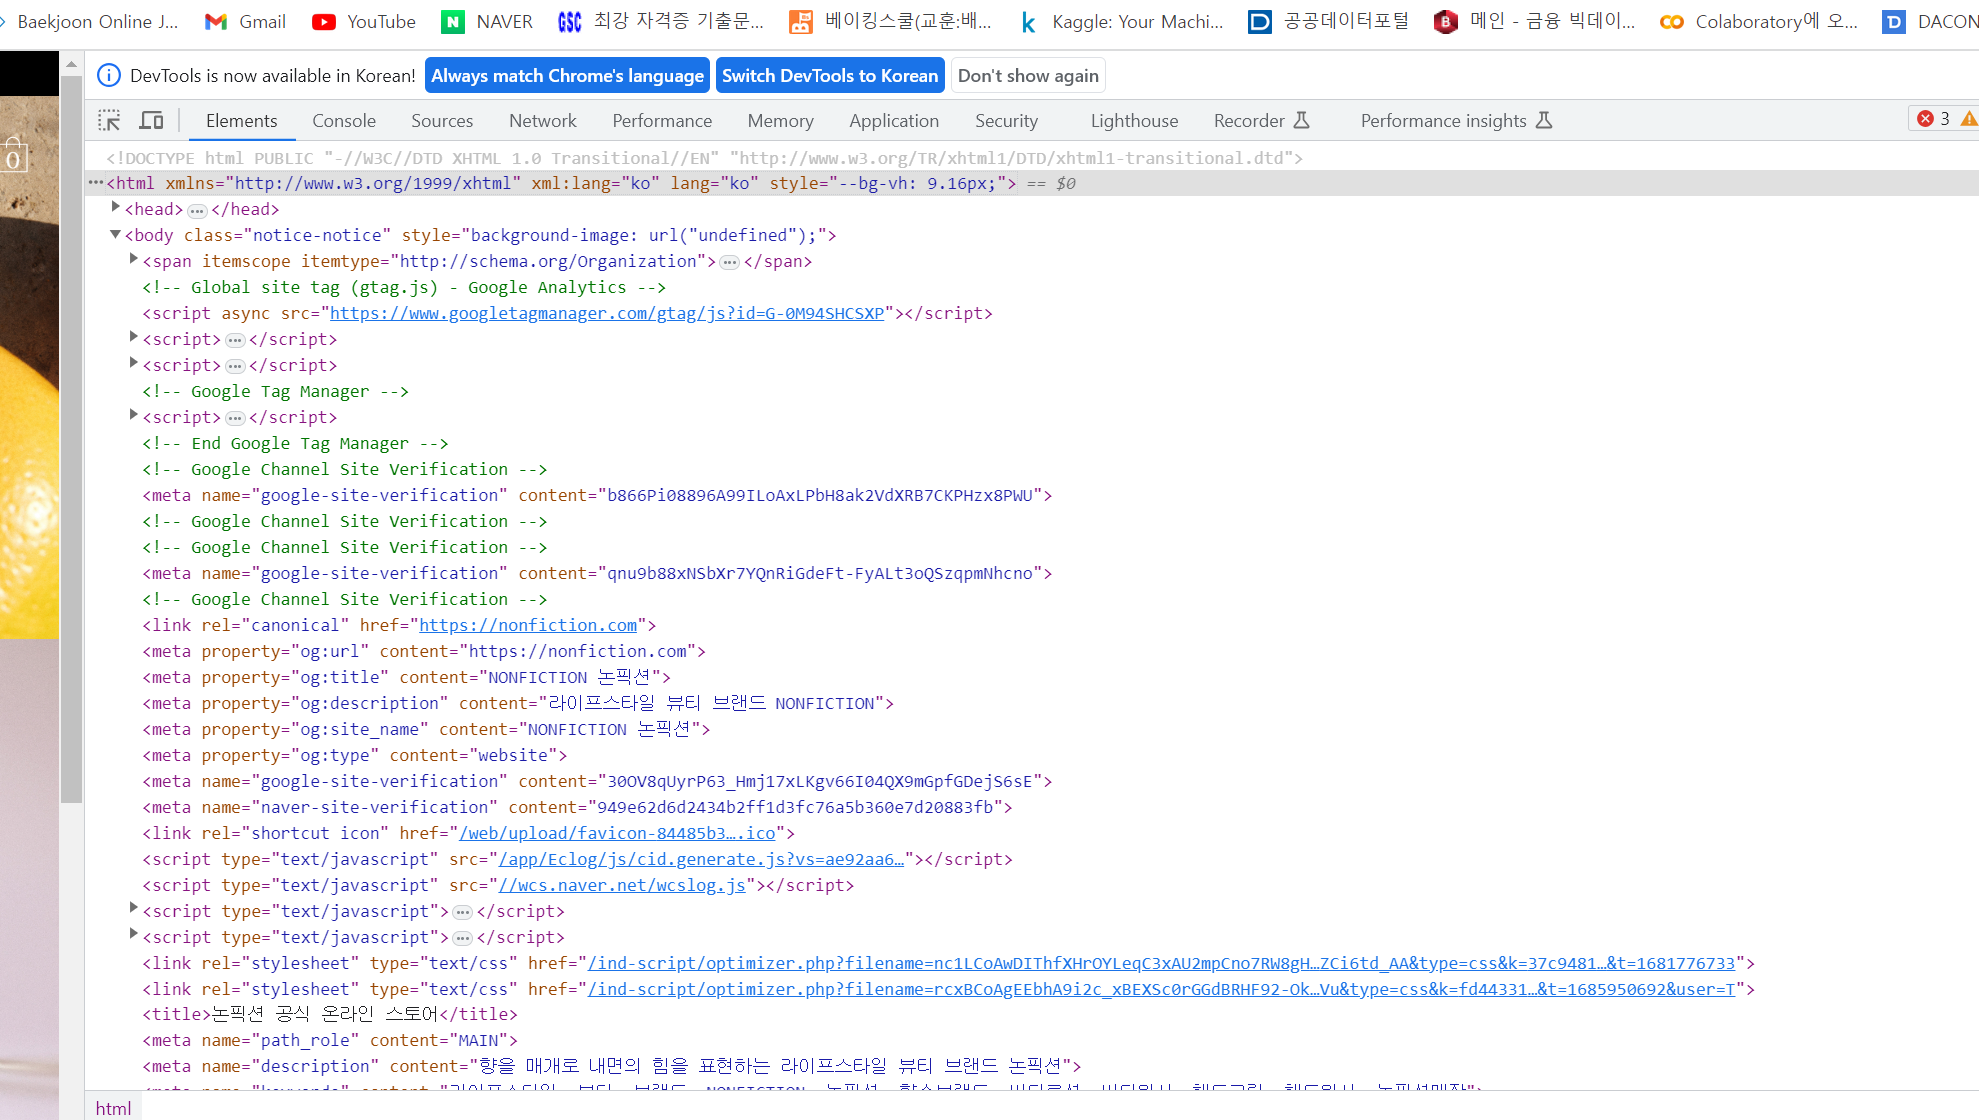 Baekjoon Online J... Gmail YouTube NAVER 최강 자격증 기출문... 베이킹스쿨(교훈:배... Kaggle: Your Machi... 공공데이터포털 메인 - 금융 빅데이... Colaboratory에 오... DACON
DevTools is now available in Korean! Always match Chrome's language Switch DevTools to Korean Don't show again
Elements Console Sources Network Performance Memory Application Security Lighthouse Recorder Performance insights 3
0
<!DOCTYPE html PUBLIC "-//W3C//DTD XHTML 1.0 Transitional//EN" "http://www.w3.org/TR/xhtml1/DTD/xhtml1-transitional.dtd">
<html xmlns="http://www.w3.org/1999/xhtml" xml:lang="ko" lang="ko" style="--bg-vh: 9.16px;"> == $0
<head> </head>
<body class="notice-notice" style="background-image: url("undefined");">
<span itemscope itemtype="http://schema.org/Organization"> </span>
<!-- Global site tag (gtag.js) - Google Analytics -->
<script async src="https://www.googletagmanager.com/gtag/js?id=G-0M94SHCSXP"></script>
<script> </script>
<script> </script>
<!-- Google Tag Manager -->
<script> </script>
<!-- End Google Tag Manager -->
<!-- Google Channel Site Verification -->
<meta name="google-site-verification" content="b866Pi08896A99ILoAxLPbH8ak2VdXRB7CKPHzx8PWU">
<!-- Google Channel Site Verification -->
<!-- Google Channel Site Verification -->
<meta name="google-site-verification" content="qnu9b88xNSbXr7YQnRiGdeFt-FyALt3oQSzqpmNhcno">
<!-- Google Channel Site Verification -->
<link rel="canonical" href="https://nonfiction.com">
<meta property="og:url" content="https://nonfiction.com">
<meta property="og:title" content="NONFICTION 논픽션">
<meta property="og:description" content="라이프스타일 뷰티 브랜드 NONFICTION">
<meta property="og:site_name" content="NONFICTION 논픽션">
<meta property="og:type" content="website">
<meta name="google-site-verification" content="30OV8qUyrP63_Hmj17xLKgv66I04QX9mGpfGDejS6sE">
<meta name="naver-site-verification" content="949e62d6d2434b2ff1d3fc76a5b360e7d20883fb">
<link rel="shortcut icon" href="/web/upload/favicon-84485b3….ico">
<script type="text/javascript" src="/app/Eclog/js/cid.generate.js?vs=ae92aa6…"></script>
<script type="text/javascript" src="//wcs.naver.net/wcslog.js"></script>
<script type="text/javascript"> </script>
<script type="text/javascript"> </script>
<link rel="stylesheet" type="text/css" href="/ind-script/optimizer.php?filename=nc1LCoAwDIThfXHrOYLeqC3xAU2mpCno7RW8gH…ZCi6td_AA&type=css&k=37c9481…&t=1681776733">
<link rel="stylesheet" type="text/css" href="/ind-script/optimizer.php?filename=rcxBCoAgEEbhA9i2c_xBEXSc0rGGdBRHF92-Ok…Vu&type=css&k=fd44331…&t=1685950692&user=T">
<title>논픽션 공식 온라인 스토어</title>
<meta name="path_role" content="MAIN">
<meta name="description" content="향을 매개로 내면의 힘을 표현하는 라이프스타일 뷰티 브랜드 논픽션">
html